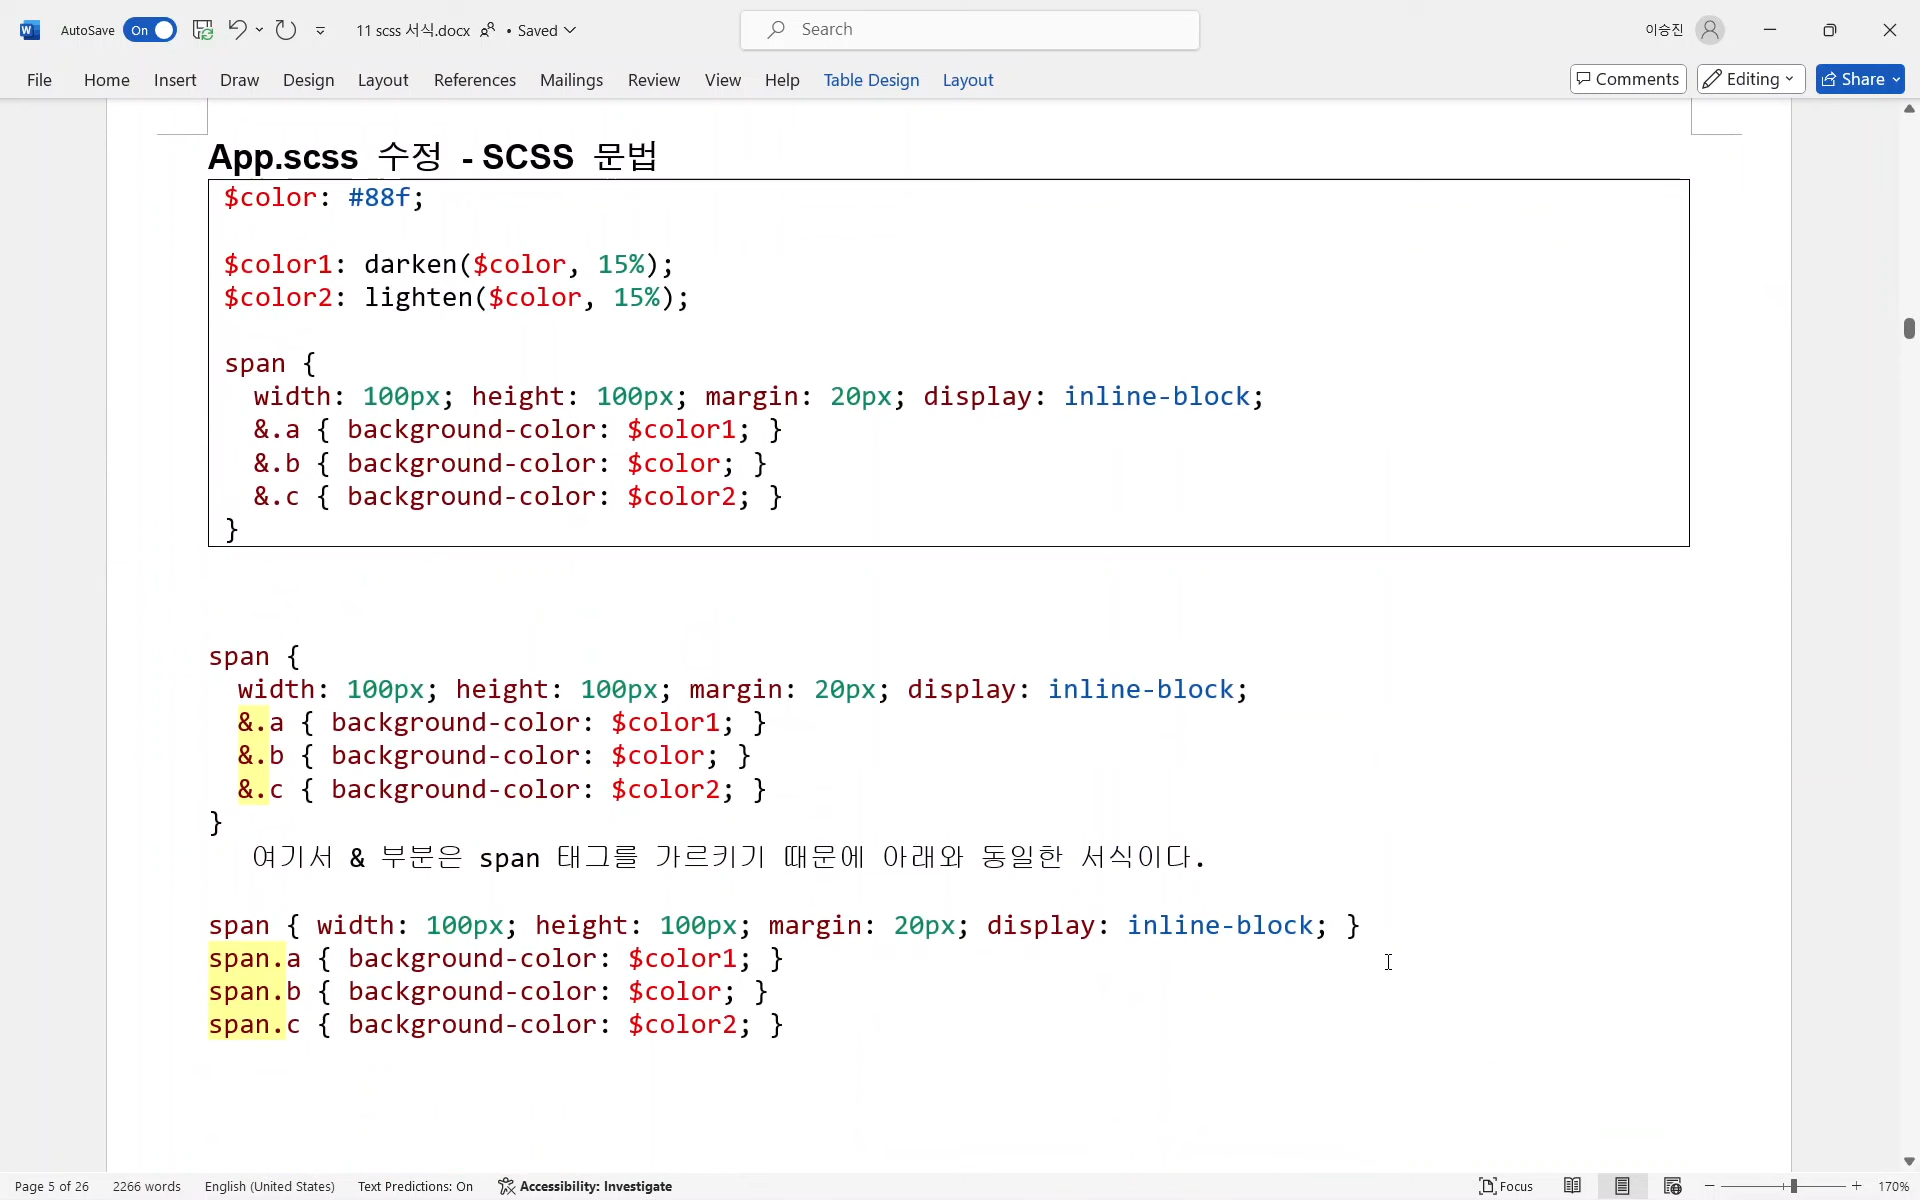 AutoSave On 11 scss 서식.docx • Saved Search 이승진
File Home Insert Draw Design Layout References Mailings Review View Help Table Design Layout Comments Editing Share
App.scss 수정 - SCSS 문법
$color: #88f;
$color1: darken($color, 15%);
$color2: lighten($color, 15%);
span {
width: 100px; height: 100px; margin: 20px; display: inline-block;
&.a { background-color: $color1; }
&.b { background-color: $color; }
&.c { background-color: $color2; }
}
span {
width: 100px; height: 100px; margin: 20px; display: inline-block;
&.a { background-color: $color1; }
&.b { background-color: $color; }
&.c { background-color: $color2; }
}
여기서 & 부분은 span 태그를 가르키기 때문에 아래와 동일한 서식이다.
span { width: 100px; height: 100px; margin: 20px; display: inline-block; }
span.a { background-color: $color1; }
span.b { background-color: $color; }
span.c { background-color: $color2; }
Page 5 of 26 2266 words English (United States) Text Predictions: On Accessibility: Investigate Focus 170%